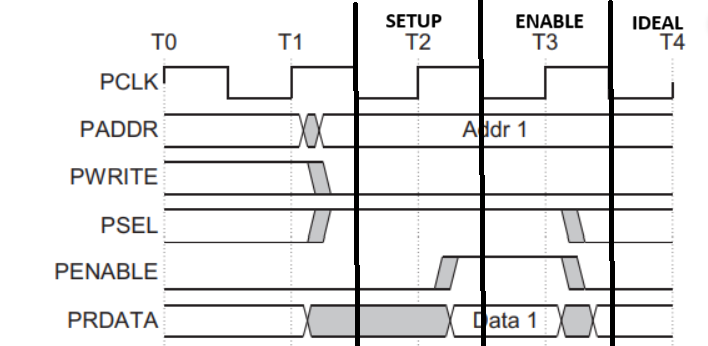 SETUP ENABLE IDEAL
T0 T1 T2 T3 T4
PCLK
PADDR Addr 1
PWRITE
PSEL
PENABLE
PRDATA Data 1